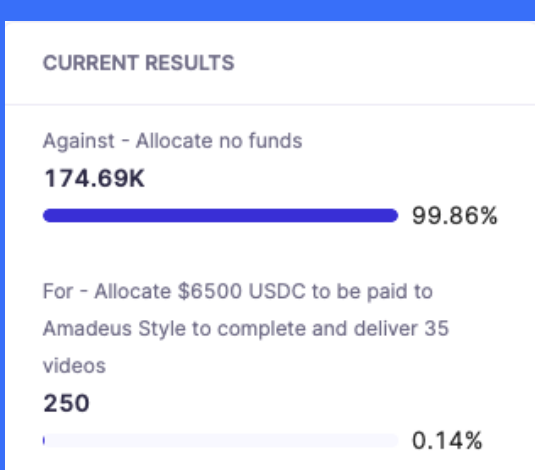 CURRENT RESULTS
Against - Allocate no funds
174.69K
99.86%
For - Allocate $6500 USDC to be paid to
Amadeus Style to complete and deliver 35
videos
250
0.14%